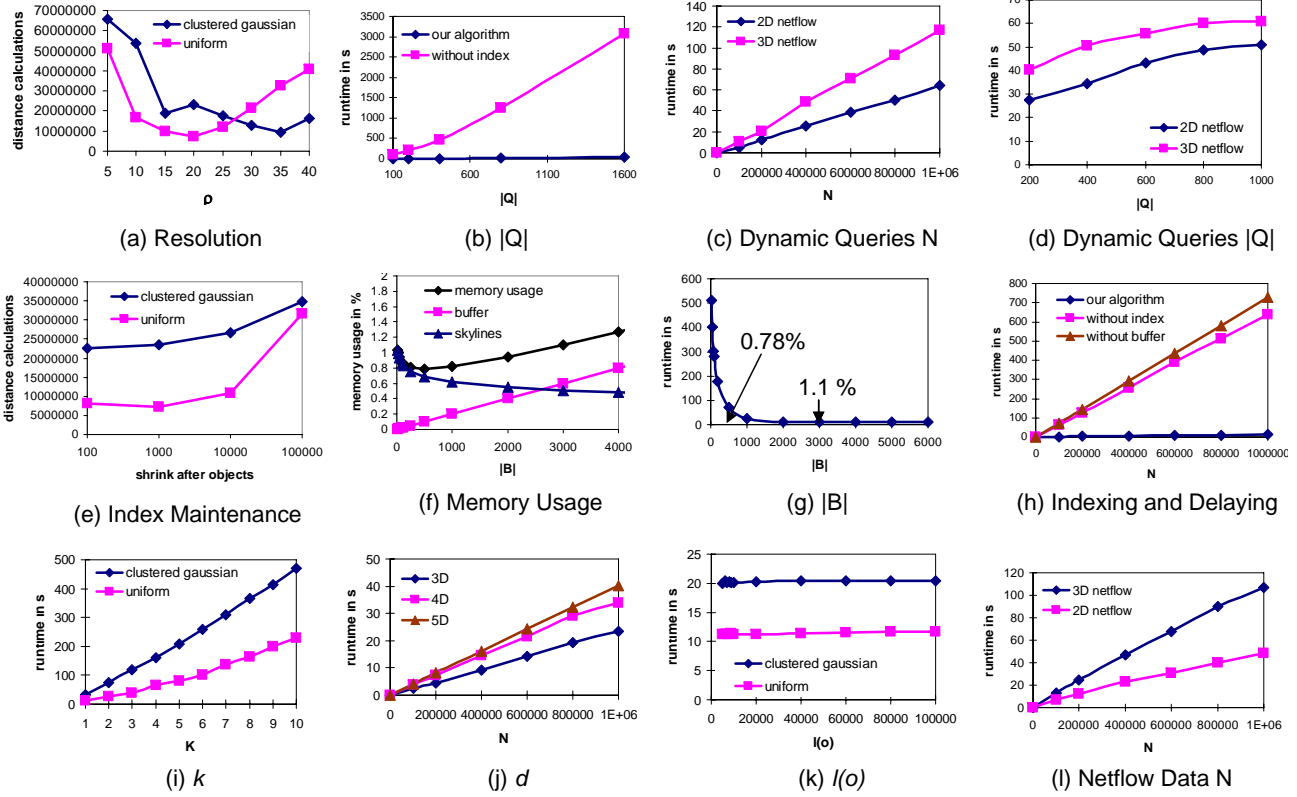 70000000
60000000
50000000
40000000
30000000
20000000
10000000
0
distance calculations
clustered gaussian
uniform
5 10 15 20 25 30 35 40
ρ
(a) Resolution
3500
3000
2500
2000
1500
1000
500
0
runtime in s
our algorithm
without index
100 600 1100 1600
|Q|
(b) |Q|
140
120
100
80
60
40
20
0
runtime in s
2D netflow
3D netflow
0 200000 400000 600000 800000 1E+06
N
(c) Dynamic Queries N
70
60
50
40
30
20
10
0
runtime in s
2D netflow
3D netflow
200 400 600 800 1000
|Q|
(d) Dynamic Queries |Q|
40000000
35000000
30000000
25000000
20000000
15000000
10000000
5000000
0
distance calculations
clustered gaussian
uniform
100 1000 10000 100000
shrink after objects
(e) Index Maintenance
2
1.8
1.6
1.4
1.2
1
0.8
0.6
0.4
0.2
0
memory usage in %
memory usage
buffer
skylines
0 1000 2000 3000 4000
|B|
(f) Memory Usage
600
500
400
300
200
100
0
runtime in s
0.78%
1.1 %
0 1000 2000 3000 4000 5000 6000
|B|
(g) |B|
800
700
600
500
400
300
200
100
0
runtime in s
our algorithm
without index
without buffer
0 200000 400000 600000 800000 1000000
N
(h) Indexing and Delaying
500
400
300
200
100
0
runtime in s
clustered gaussian
uniform
1 2 3 4 5 6 7 8 9 10
K
(i) k
50
40
30
20
10
0
runtime in s
3D
4D
5D
0 200000 400000 600000 800000 1E+06
N
(j) d
25
20
15
10
5
0
runtime in s
clustered gaussian
uniform
0 20000 40000 60000 80000 100000
l(o)
(k) l(o)
120
100
80
60
40
20
0
runtime in s
3D netflow
2D netflow
0 200000 400000 600000 800000 1E+06
N
(l) Netflow Data N